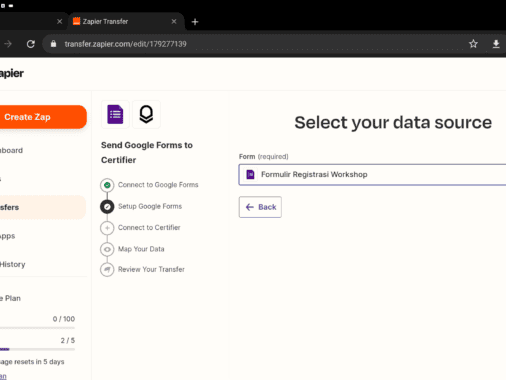 Zapier Transfer
transfer.zapier.com/edit/179277139
apier
Create Zap
nboard
s
sfers
Apps
History
e Plan
0 / 100
2 / 5
age resets in 5 days
an
Send Google Forms to
Certifier
Connect to Google Forms
Setup Google Forms
Connect to Certifier
Map Your Data
Review Your Transfer
Select your data source
Form (required)
Formulir Registrasi Workshop
Back